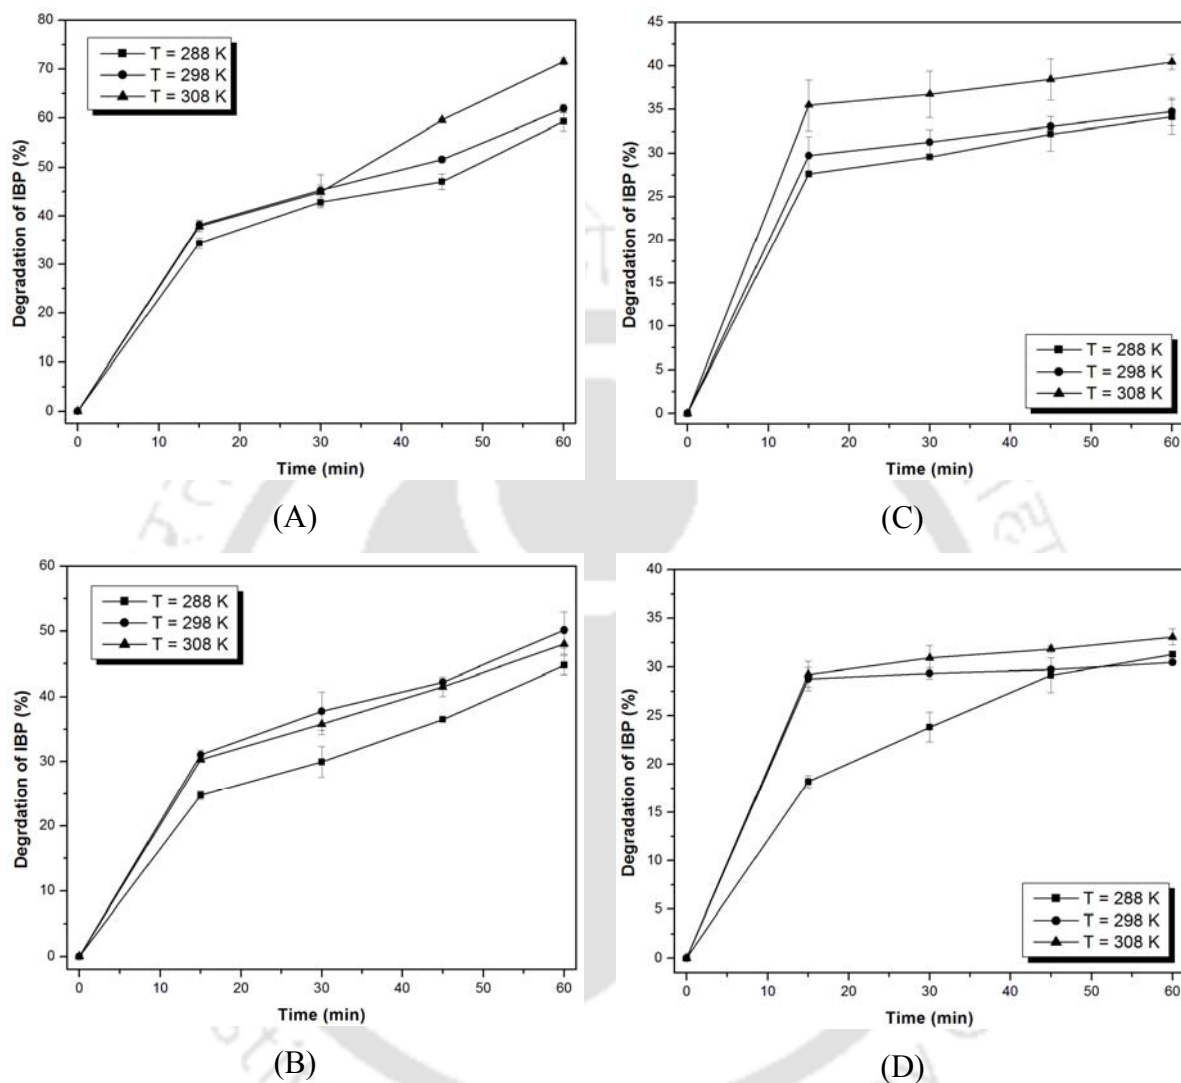 80
70
60
50
40
30
20
10
0
Degradation of IBP (%)
T = 288 K
T = 298 K
T = 308 K
0 10 20 30 40 50 60
Time (min)
(A)
45
40
35
30
25
20
15
10
5
0
Degradation of IBP (%)
T = 288 K
T = 298 K
T = 308 K
0 10 20 30 40 50 60
Time (min)
(C)
60
50
40
30
20
10
0
Degrdation of IBP (%)
T = 288 K
T = 298 K
T = 308 K
0 10 20 30 40 50 60
Time (min)
(B)
40
35
30
25
20
15
10
5
0
Degradation of IBP (%)
T = 288 K
T = 298 K
T = 308 K
0 10 20 30 40 50 60
Time (min)
(D)